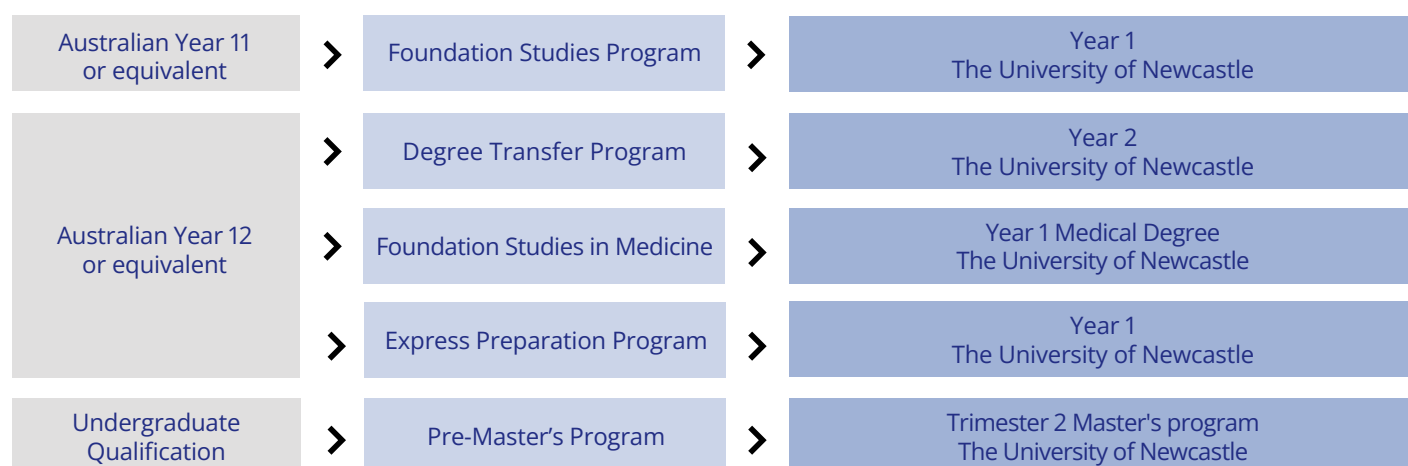 Australian Year 11
or equivalent
Foundation Studies Program
Year 1
The University of Newcastle
Australian Year 12
or equivalent
Degree Transfer Program
Year 2
The University of Newcastle
Foundation Studies in Medicine
Year 1 Medical Degree
The University of Newcastle
Express Preparation Program
Year 1
The University of Newcastle
Undergraduate
Qualification
Pre-Master’s Program
Trimester 2 Master's program
The University of Newcastle